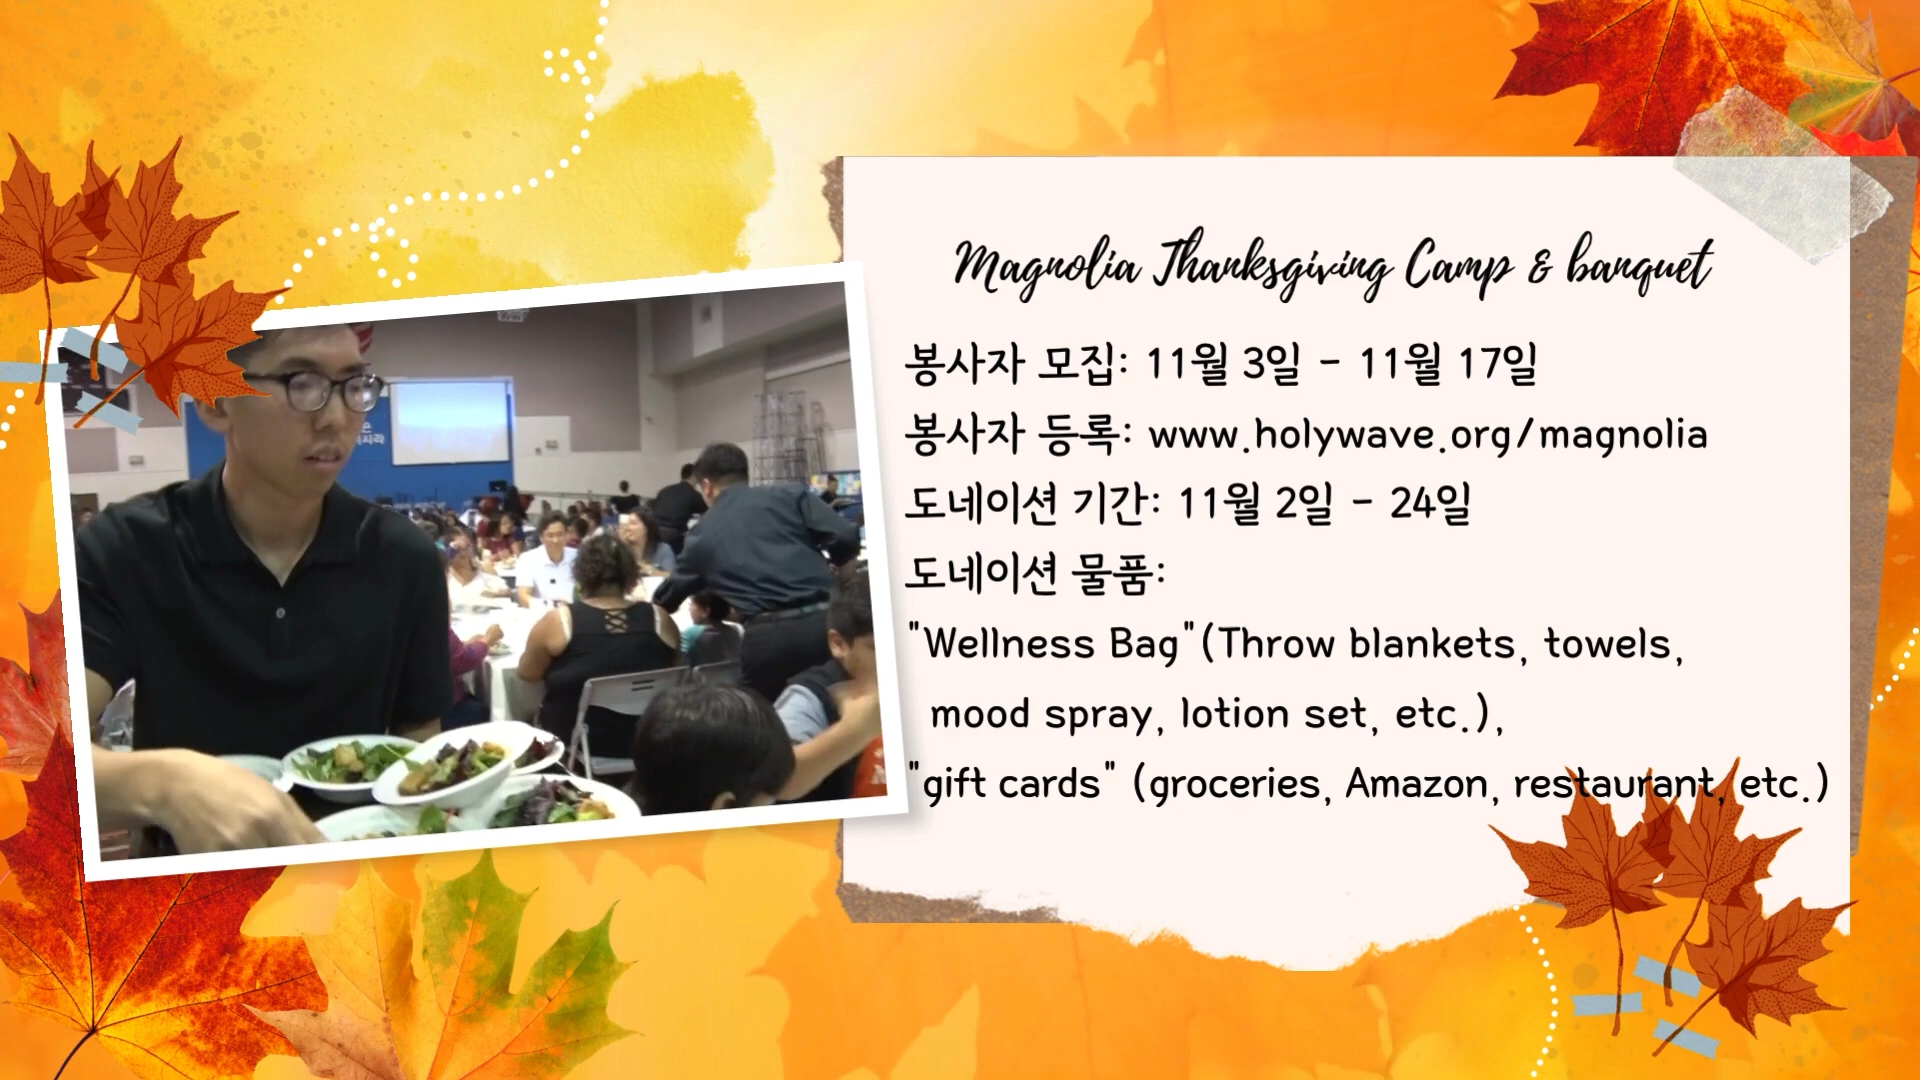 Magnolia Thanksgiving Camp & banquet
봉사자 모집: 11월 3일 - 11월 17일
봉사자 등록: www.holywave.org/magnolia
도네이션 기간: 11월 2일 - 24일
도네이션 물품:
"Wellness Bag"(Throw blankets, towels,
mood spray, lotion set, etc.),
"gift cards" (groceries, Amazon, restaurant, etc.)